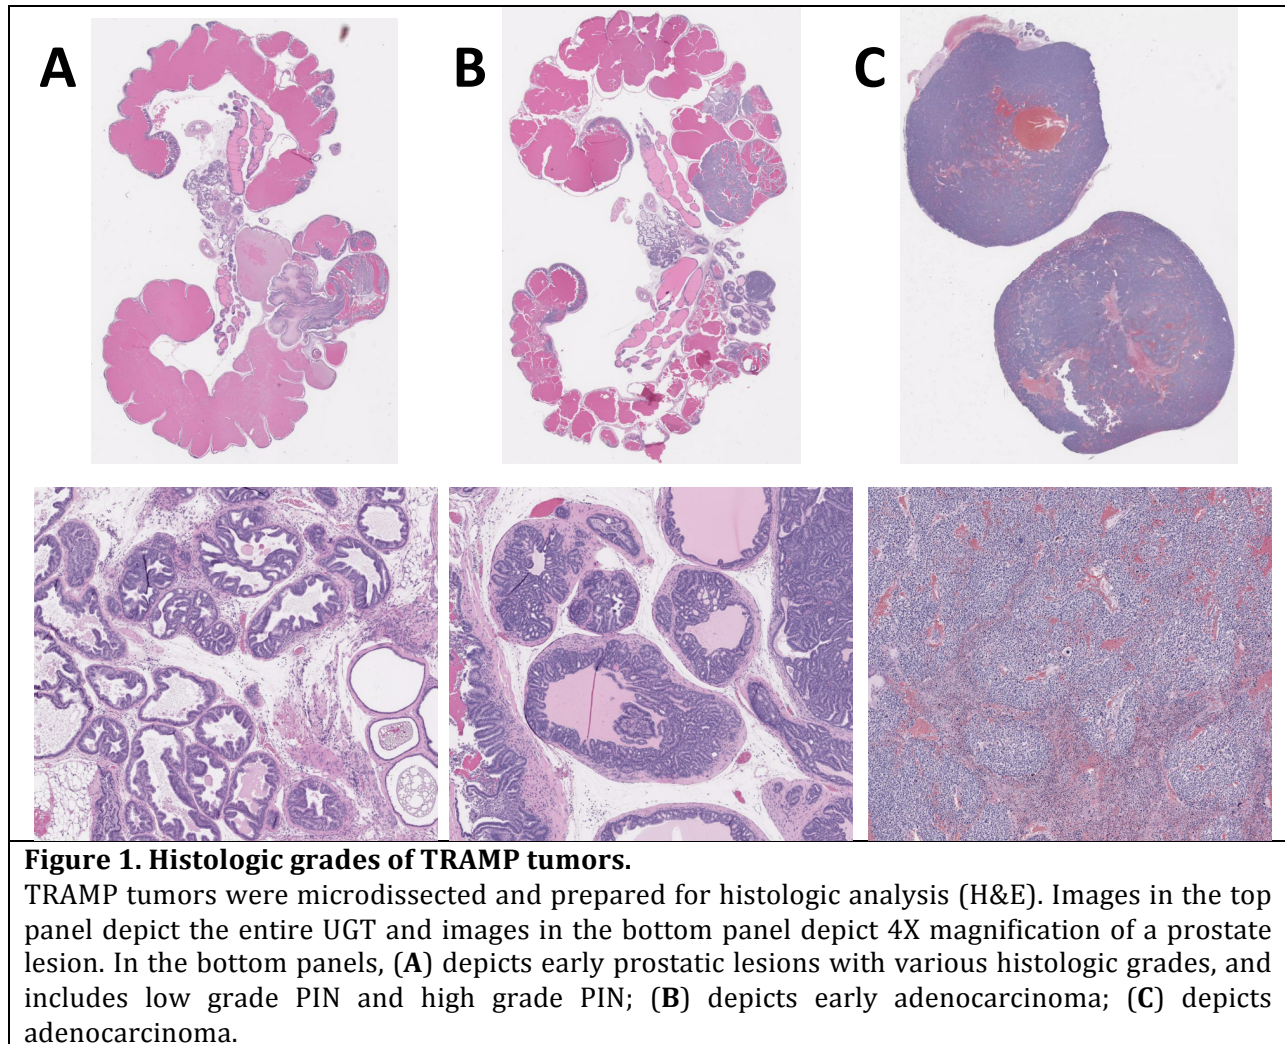 A
B
C
Figure 1. Histologic grades of TRAMP tumors.
TRAMP tumors were microdissected and prepared for histologic analysis (H&E). Images in the top
panel depict the entire UGT and images in the bottom panel depict 4X magnification of a prostate
lesion. In the bottom panels, (A) depicts early prostatic lesions with various histologic grades, and
includes low grade PIN and high grade PIN; (B) depicts early adenocarcinoma; (C) depicts
adenocarcinoma.